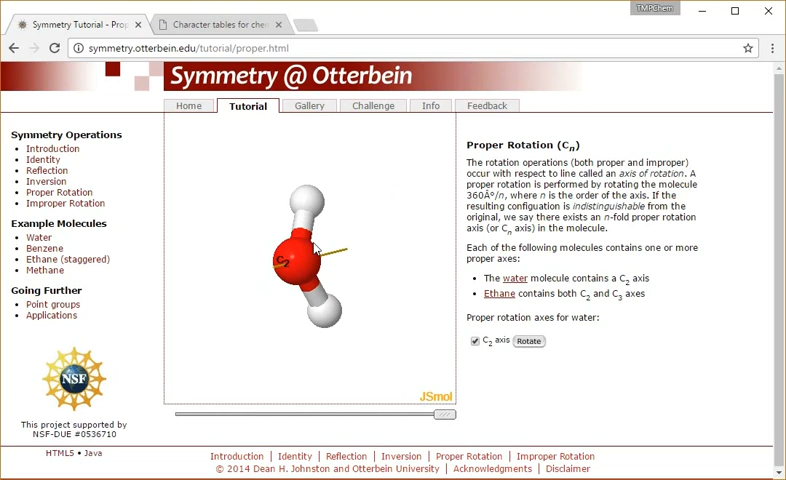 TMPChem
Symmetry Tutorial - Prop
Character tables for chem
symmetry.otterbein.edu/tutorial/proper.html
Symmetry @ Otterbein
Home
Tutorial
Gallery
Challenge
Info
Feedback
Symmetry Operations
• Introduction
• Identity
• Reflection
• Inversion
• Proper Rotation
• Improper Rotation
Example Molecules
• Water
• Benzene
• Ethane (staggered)
• Methane
Going Further
• Point groups
• Applications
NSF
This project supported by
NSF-DUE #0536710
HTML5 • Java
C2
JSmol
Proper Rotation (Cn)
The rotation operations (both proper and improper)
occur with respect to line called an axis of rotation. A
proper rotation is performed by rotating the molecule
360Â°/n, where n is the order of the axis. If the
resulting configuation is indistinguishable from the
original, we say there exists an n-fold proper rotation
axis (or Cn axis) in the molecule.
Each of the following molecules contains one or more
proper axes:
• The water molecule contains a C2 axis
• Ethane contains both C2 and C3 axes
Proper rotation axes for water:
C2 axis Rotate
Introduction | Identity | Reflection | Inversion | Proper Rotation | Improper Rotation
© 2014 Dean H. Johnston and Otterbein University | Acknowledgments | Disclaimer